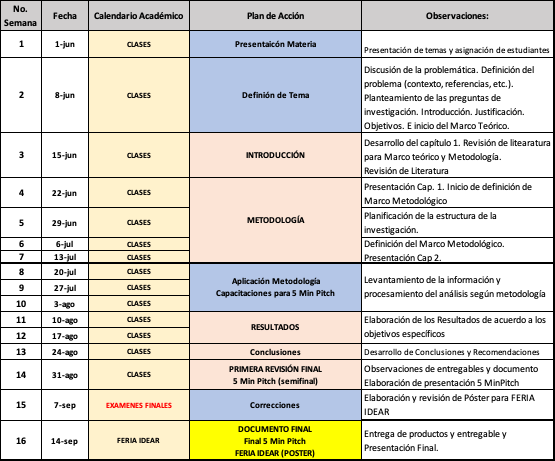 No. Semana Fecha Calendario Académico Plan de Acción Observaciones:
1 1-jun CLASES Presentaicón Materia Presentación de temas y asignación de estudiantes
2 8-jun CLASES Definión de Tema Discusión de la problemática. Definición del
problema (contexto, referencias, etc.).
Planteamiento de las preguntas de
investigación. Introducción. Justificación.
Objetivos. E inicio del Marco Teórico.
3 15-jun CLASES INTRODUCCIÓN Desarrollo del capítulo 1. Revisión de litearatura
para Marco teórico y Metodología.
Revisión de Literatura
4 22-jun CLASES METODOLOGÍA Presentación Cap. 1. Inicio de definición de
Marco Metodológico
5 29-jun CLASES Planificación de la estructura de la
investigación.
6 6-jul CLASES Definición del Marco Metodológico.
7 13-jul CLASES Presentación Cap 2.
8 20-jul CLASES Aplicación Metodología
Capacitaciones para 5 Min Pitch
Levantamiento de la información y
procesamiento del análisis según metodología
9 27-jul CLASES
10 3-ago CLASES
11 10-ago CLASES RESULTADOS Elaboración de los Resultados de acuerdo a los
objetivos específicos
12 17-ago CLASES
13 24-ago CLASES Conclusiones Desarrollo de Conclusiones y Recomendaciones
14 31-ago CLASES PRIMERA REVISIÓN FINAL
5 Min Pitch (semifinal)
Observaciones de entregables y documento
Elaboración de presentación 5 MinPitch
15 7-sep EXAMENES FINALES Correcciones Elaboración y revisión de Póster para FERIA
IDEAR
16 14-sep FERIA IDEAR DOCUMENTO FINAL
Final 5 Min Pitch
FERIA IDEAR (POSTER)
Entrega de productos y entregable y
Presentación Final.